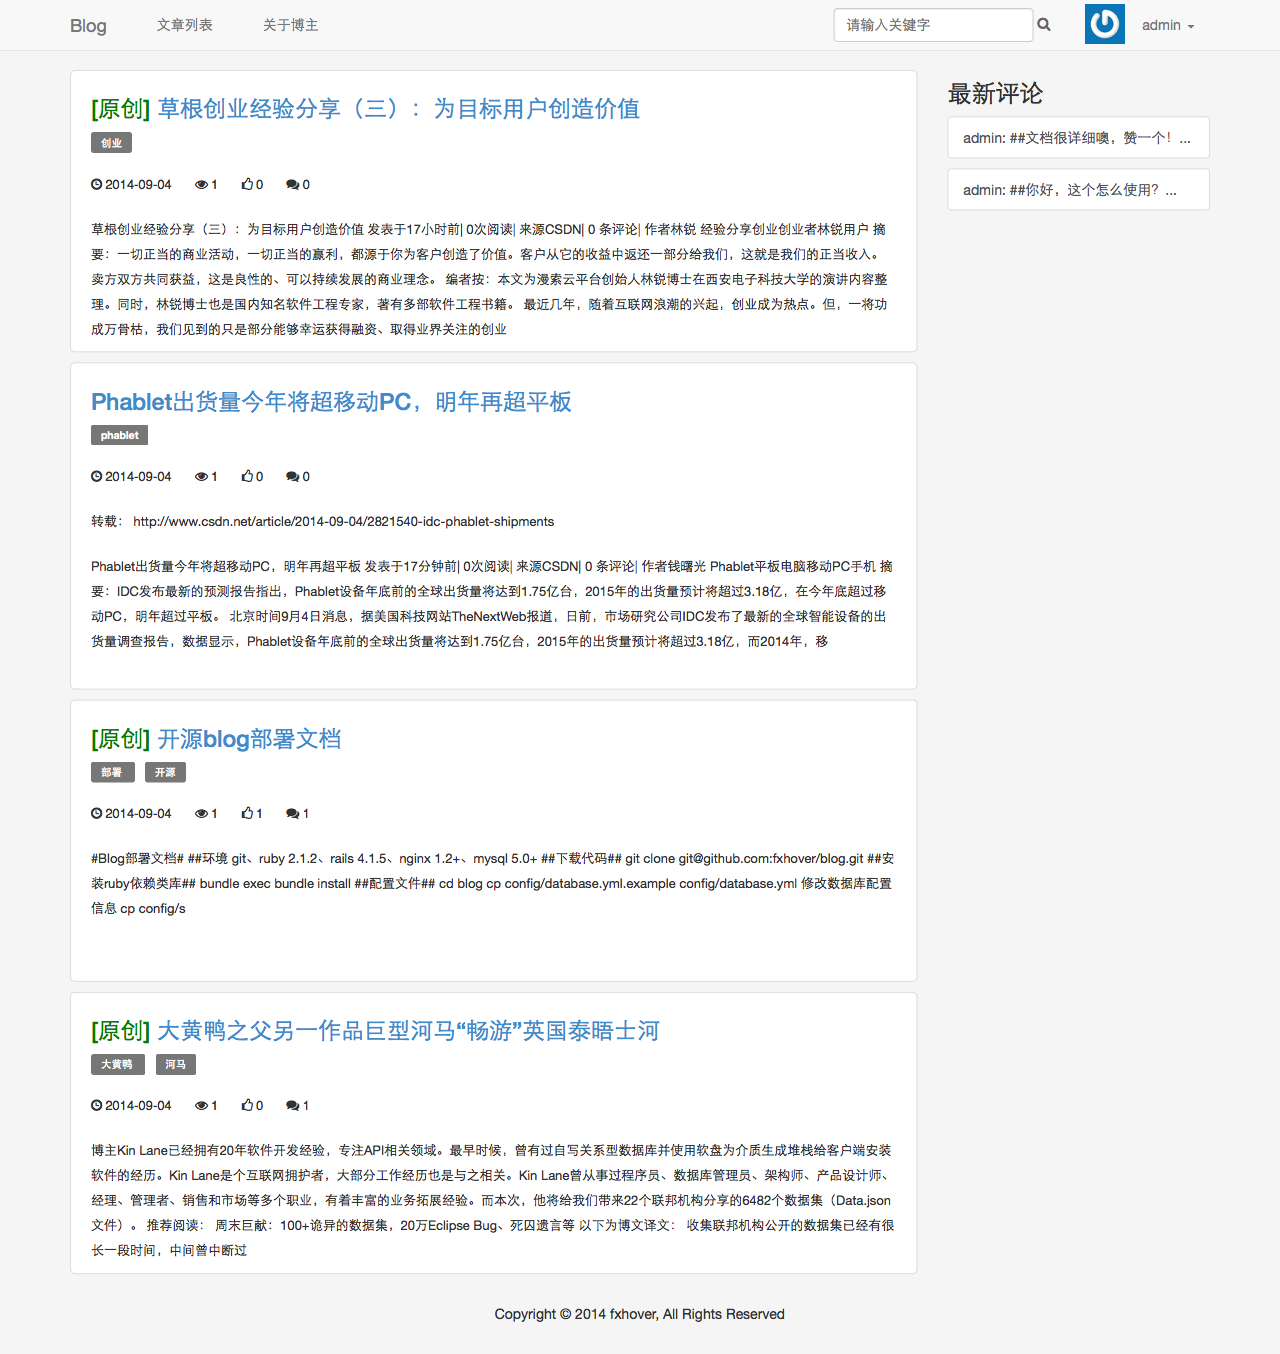 Blog 文章列表 关于博主 请输入关键字 admin
[原创] 草根创业经验分享（三）：为目标用户创造价值
创业
2014-09-04 1 0 0
草根创业经验分享（三）：为目标用户创造价值 发表于17小时前| 0次阅读| 来源CSDN| 0 条评论| 作者林锐 经验分享创业创业者林锐用户 摘
要：一切正当的商业活动，一切正当的赢利，都源于你为客户创造了价值。客户从它的收益中返还一部分给我们，这就是我们的正当收入。
卖方双方共同获益，这是良性的、可以持续发展的商业理念。 编者按：本文为漫索云平台创始人林锐博士在西安电子科技大学的演讲内容整
理。同时，林锐博士也是国内知名软件工程专家，著有多部软件工程书籍。 最近几年，随着互联网浪潮的兴起，创业成为热点。但，一将功
成万骨枯，我们见到的只是部分能够幸运获得融资、取得业界关注的创业
Phablet出货量今年将超移动PC，明年再超平板
phablet
2014-09-04 1 0 0
转载： http://www.csdn.net/article/2014-09-04/2821540-idc-phablet-shipments
Phablet出货量今年将超移动PC，明年再超平板 发表于17分钟前| 0次阅读| 来源CSDN| 0 条评论| 作者钱曙光 Phablet平板电脑移动PC手机 摘
要：IDC发布最新的预测报告指出，Phablet设备年底前的全球出货量将达到1.75亿台，2015年的出货量预计将超过3.18亿，在今年底超过移
动PC，明年超过平板。 北京时间9月4日消息，据美国科技网站TheNextWeb报道，日前，市场研究公司IDC发布了最新的全球智能设备的出
货量调查报告，数据显示，Phablet设备年底前的全球出货量将达到1.75亿台，2015年的出货量预计将超过3.18亿，而2014年，移
[原创] 开源blog部署文档
部署 开源
2014-09-04 1 1 1
#Blog部署文档# ##环境 git、ruby 2.1.2、rails 4.1.5、nginx 1.2+、mysql 5.0+ ##下载代码## git clone git@github.com:fxhover/blog.git ##安
装ruby依赖类库## bundle exec bundle install ##配置文件## cd blog cp config/database.yml.example config/database.yml 修改数据库配置
信息 cp config/s
[原创] 大黄鸭之父另一作品巨型河马“畅游”英国泰晤士河
大黄鸭 河马
2014-09-04 1 0 1
博主Kin Lane已经拥有20年软件开发经验，专注API相关领域。最早时候，曾有过自写关系型数据库并使用软盘为介质生成堆栈给客户端安装
软件的经历。Kin Lane是个互联网拥护者，大部分工作经历也是与之相关。Kin Lane曾从事过程序员、数据库管理员、架构师、产品设计师、
经理、管理者、销售和市场等多个职业，有着丰富的业务拓展经验。而本次，他将给我们带来22个联邦机构分享的6482个数据集（Data.json
文件）。 推荐阅读： 周末巨献：100+诡异的数据集，20万Eclipse Bug、死囚遗言等 以下为博文译文： 收集联邦机构公开的数据集已经有很
长一段时间，中间曾中断过
最新评论
admin: ##文档很详细噢，赞一个！...
admin: ##你好，这个怎么使用？...
Copyright © 2014 fxhover, All Rights Reserved